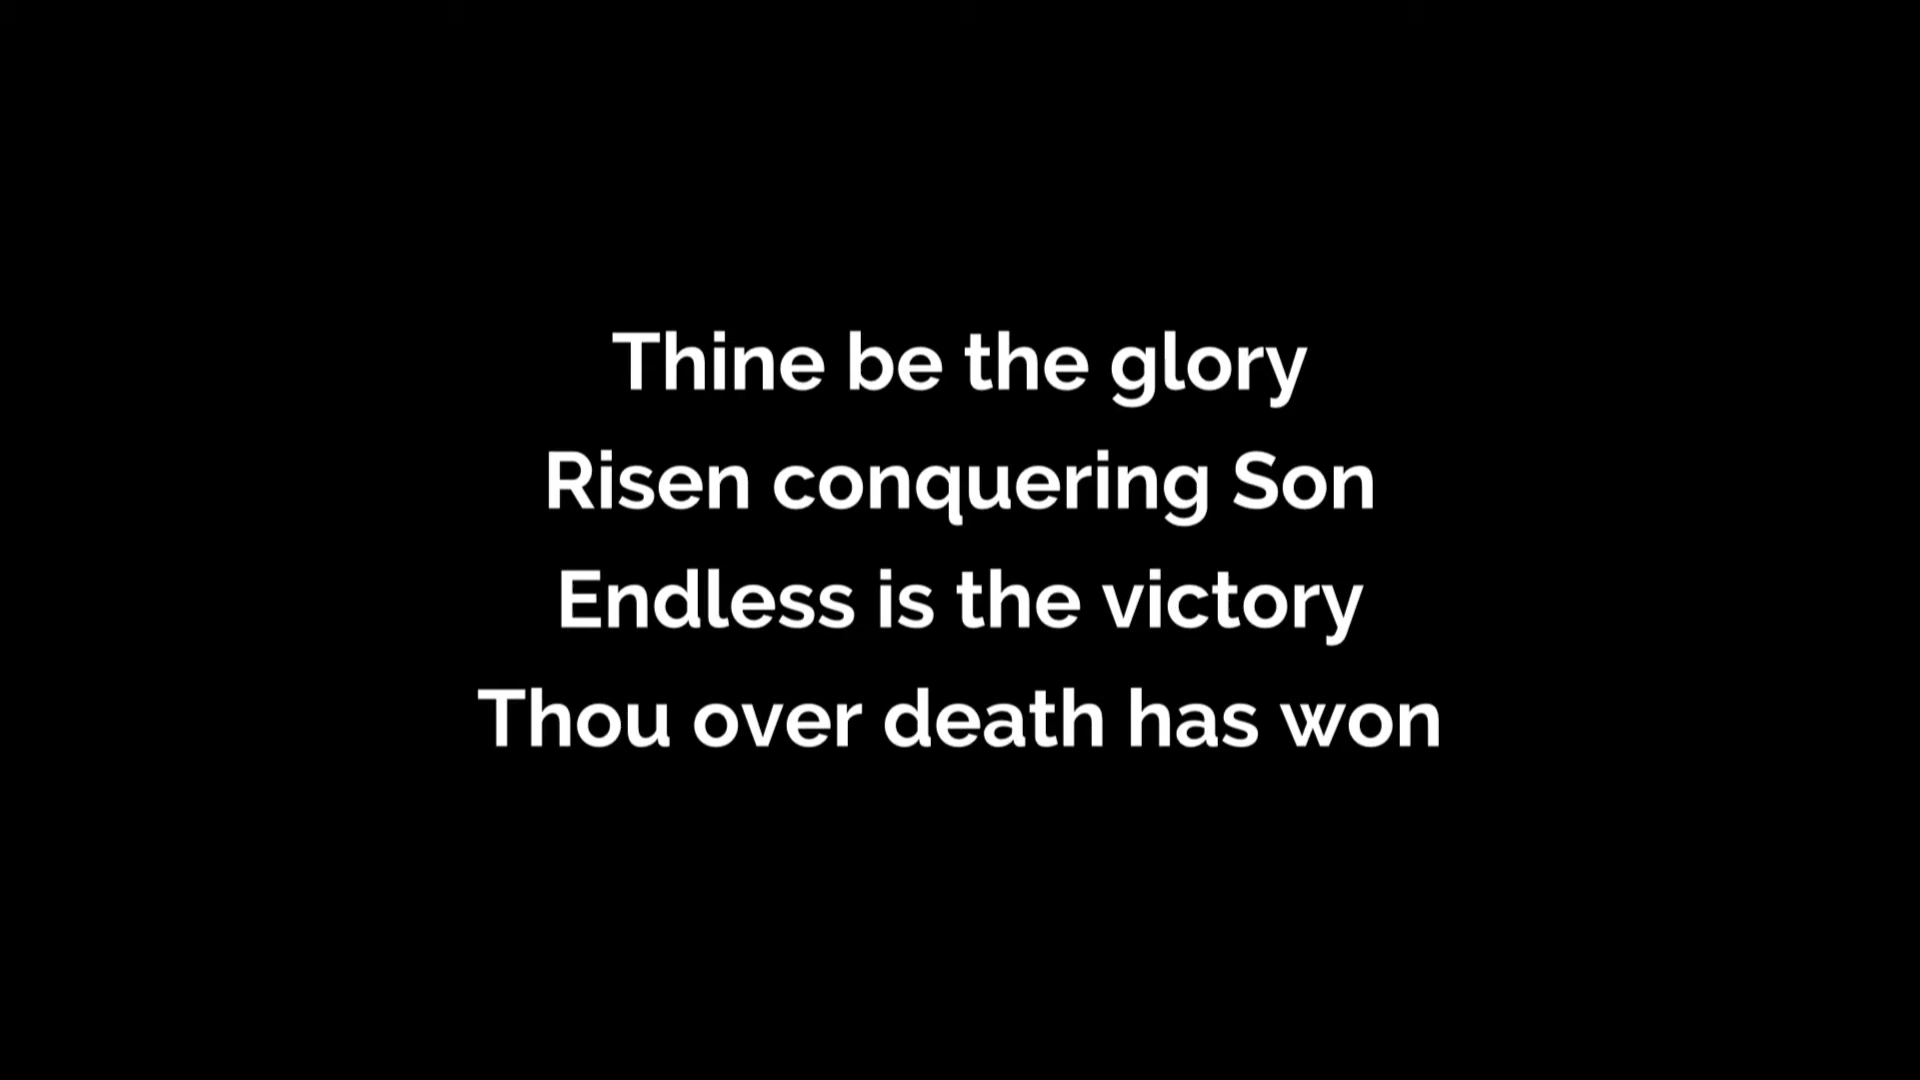 Thine be the glory
Risen conquering Son
Endless is the victory
Thou over death has won